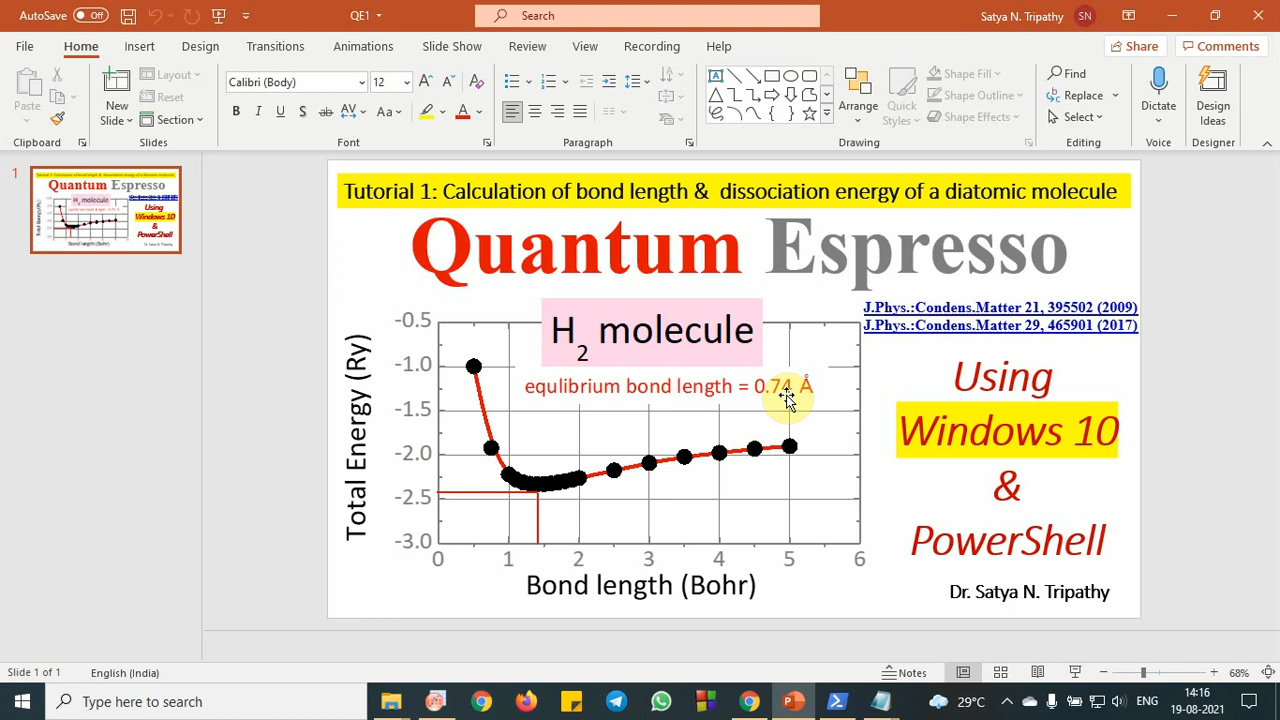 AutoSave Off
QE1
Search
Satya N. Tripathy SN
File Home Insert Design Transitions Animations Slide Show Review View Recording Help
Share Comments
Paste
New Slide
Layout
Reset
Section
Calibri (Body) 12
Shape Fill
Shape Outline
Shape Effects
Arrange
Quick Styles
Find
Replace
Select
Dictate
Design Ideas
Clipboard Slides Font Paragraph Drawing Editing Voice Designer
1
Tutorial 1: Calculation of bond length & dissociation energy of a diatomic molecule
Quantum Espresso
J.Phys.:Condens.Matter 21, 395502 (2009)
J.Phys.:Condens.Matter 29, 465901 (2017)
H2 molecule
equlibrium bond length = 0.74 Å
Total Energy (Ry)
-0.5
-1.0
-1.5
-2.0
-2.5
-3.0
0 1 2 3 4 5 6
Bond length (Bohr)
Using
Windows 10
&
PowerShell
Dr. Satya N. Tripathy
Slide 1 of 1 English (India) Notes 68%
Type here to search
29°C ENG 14:16
19-08-2021